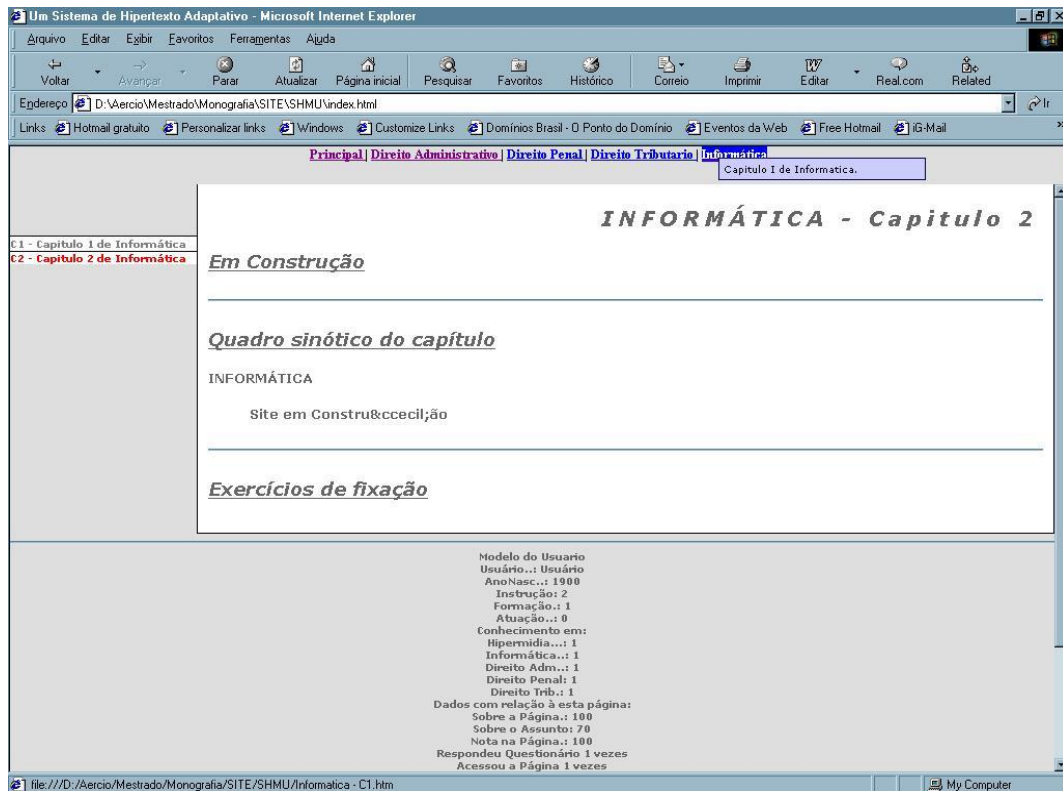 Um Sistema de Hipertexto Adaptativo - Microsoft Internet Explorer
Arquivo Editar Exibir Favoritos Ferramentas Ajuda
Voltar Avançar Parar Atualizar Página inicial Pesquisar Favoritos Histórico Correio Imprimir Editar Real.com Related
Endereço D:\Aercio\Mestrado\Monografia\SITE\SHMU\index.html Ir
Links Hotmail gratuito Personalizar links Windows Customize Links Domínios Brasil - O Ponto do Domínio Eventos da Web Free Hotmail iG-Mail »
Principal | Direito Administrativo | Direito Penal | Direito Tributario | Informática
Capitulo I de Informatica.
INFORMÁTICA - Capitulo 2
C1 - Capitulo 1 de Informática
C2 - Capitulo 2 de Informática
Em Construção
Quadro sinótico do capítulo
INFORMÁTICA
Site em Constru&ccecil;ão
Exercícios de fixação
Modelo do Usuario
Usuário..: Usuário
AnoNasc..: 1900
Instrução: 2
Formação.: 1
Atuação..: 0
Conhecimento em:
Hipermidia...: 1
Informática..: 1
Direito Adm..: 1
Direito Penal: 1
Direito Trib.: 1
Dados com relação à esta página:
Sobre a Página.: 100
Sobre o Assunto: 70
Nota na Página.: 100
Respondeu Questionário 1 vezes
Acessou a Página 1 vezes
file:///D:/Aercio/Mestrado/Monografia/SITE/SHMU/Informatica - C1.htm My Computer